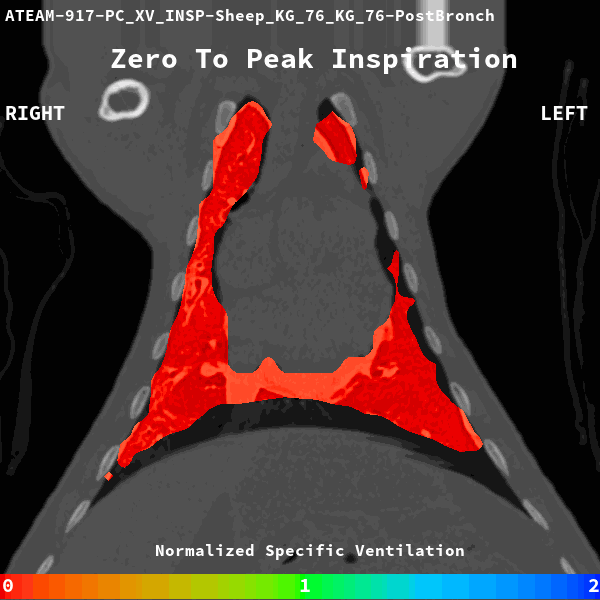 ATEAM-917-PC_XV_INSP-Sheep_KG_76_KG_76-PostBronch
Zero To Peak Inspiration
RIGHT
LEFT
Normalized Specific Ventilation
0
1
2